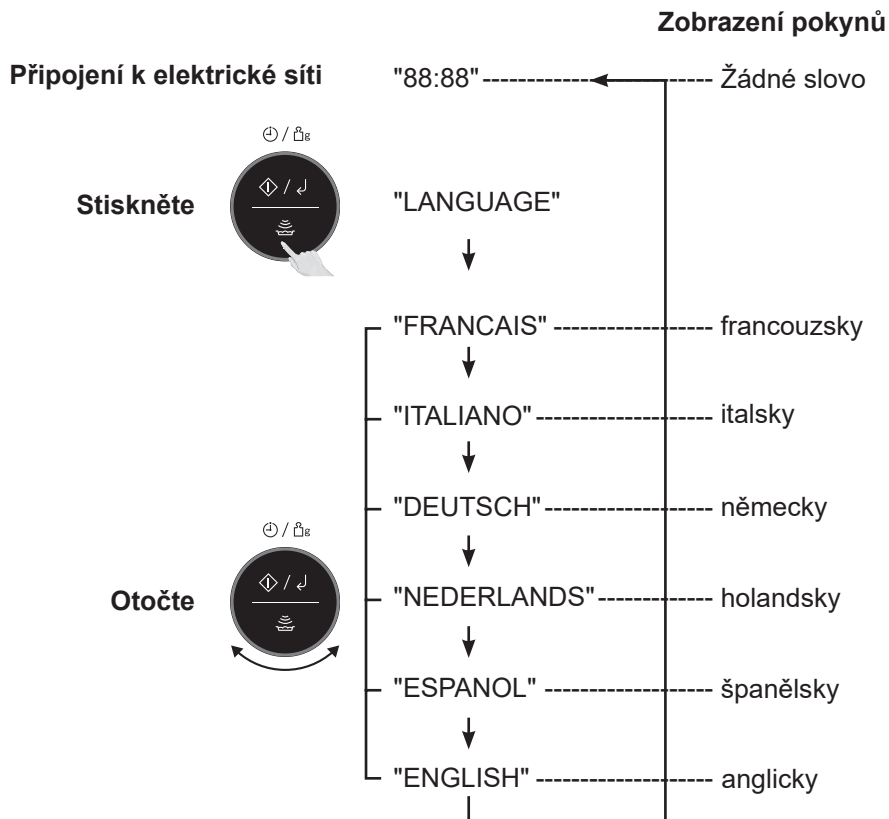 Zobrazení pokynů
Připojení k elektrické síti "88:88" Žádné slovo
Stiskněte "LANGUAGE"
"FRANCAIS" francouzsky
"ITALIANO" italsky
"DEUTSCH" německy
Otočte "NEDERLANDS" holandsky
"ESPANOL" španělsky
"ENGLISH" anglicky